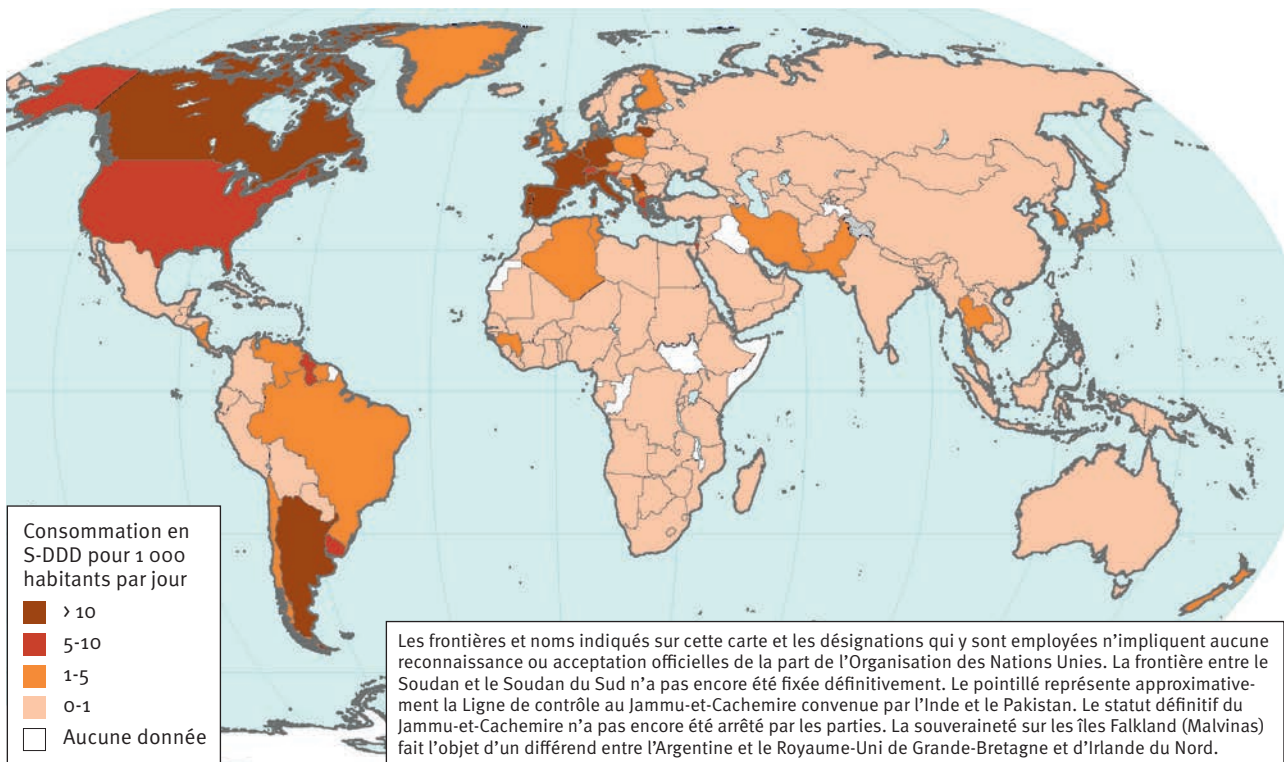 Consommation en
S-DDD pour 1 000
habitants par jour
> 10
5-10
1-5
0-1
Aucune donnée
Les frontières et noms indiqués sur cette carte et les désignations qui y sont employées n’impliquent aucune
reconnaissance ou acceptation officielles de la part de l’Organisation des Nations Unies. La frontière entre le
Soudan et le Soudan du Sud n’a pas encore été fixée définitivement. Le pointillé représente approximative-
ment la Ligne de contrôle au Jammu-et-Cachemire convenue par l’Inde et le Pakistan. Le statut définitif du
Jammu-et-Cachemire n’a pas encore été arrêté par les parties. La souveraineté sur les îles Falkland (Malvinas)
fait l’objet d’un différend entre l’Argentine et le Royaume-Uni de Grande-Bretagne et d’Irlande du Nord.